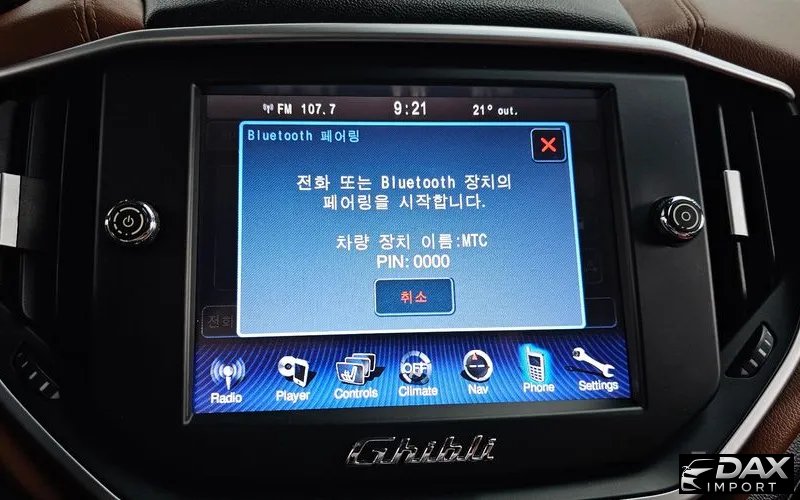 FM 107.7 9:21 21° out.
Bluetooth 페어링
전화 또는 Bluetooth 장치의
페어링을 시작합니다.
차량 장치 이름:MTC
PIN: 0000
취소
전화
OFF
Radio Player Controls Climate Nav Phone Settings
Ghibli
DAX
IMPORT